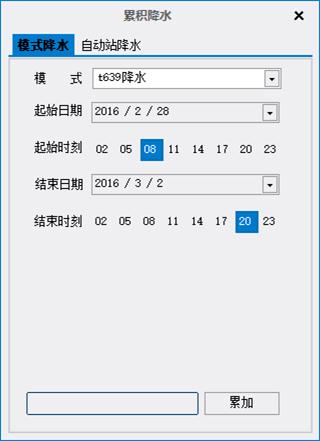 累积降水
模式降水 自动站降水
模 式 t639降水
起始日期 2016 / 2 / 28
起始时刻 02 05 08 11 14 17 20 23
结束日期 2016 / 3 / 2
结束时刻 02 05 08 11 14 17 20 23
累加